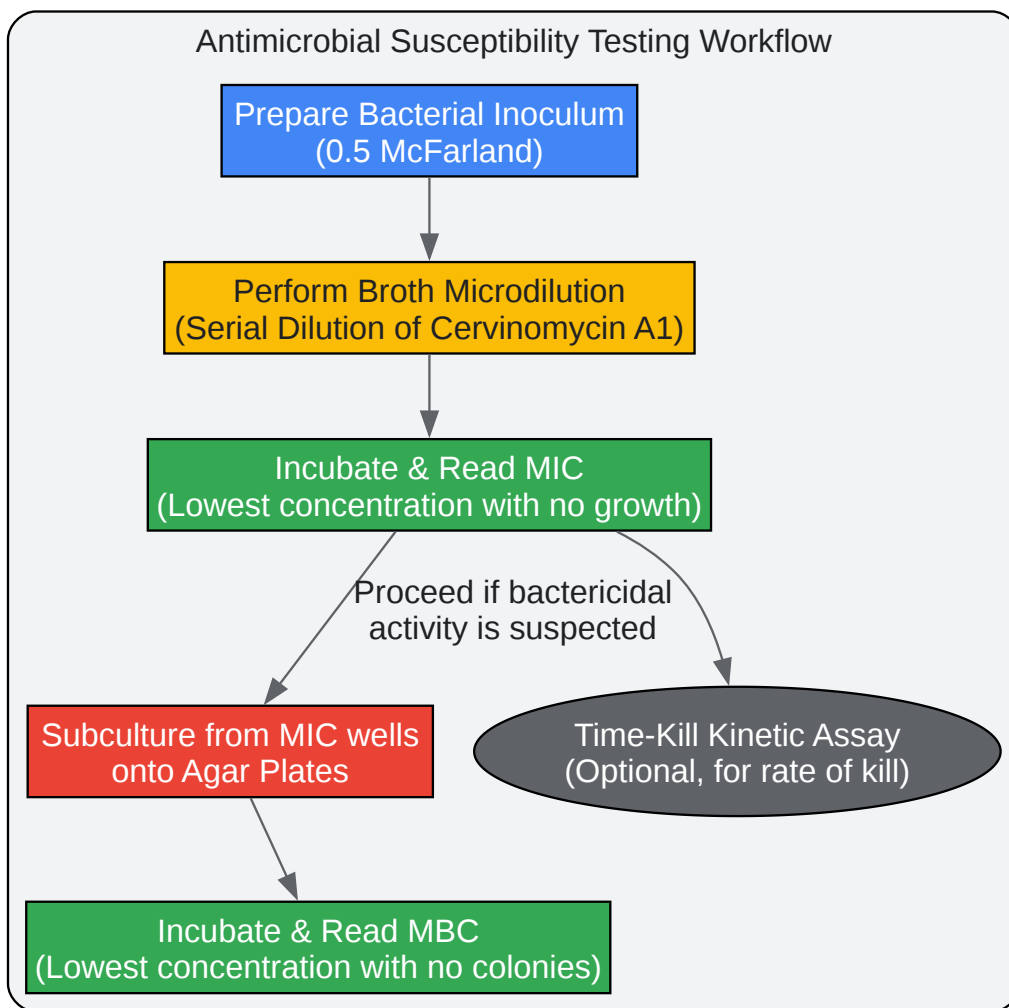 Antimicrobial Susceptibility Testing Workflow
Prepare Bacterial Inoculum
(0.5 McFarland)
Perform Broth Microdilution
(Serial Dilution of Cervinomycin A1)
Incubate & Read MIC
(Lowest concentration with no growth)
Proceed if bactericidal
activity is suspected
Subculture from MIC wells
onto Agar Plates
Time-Kill Kinetic Assay
(Optional, for rate of kill)
Incubate & Read MBC
(Lowest concentration with no colonies)